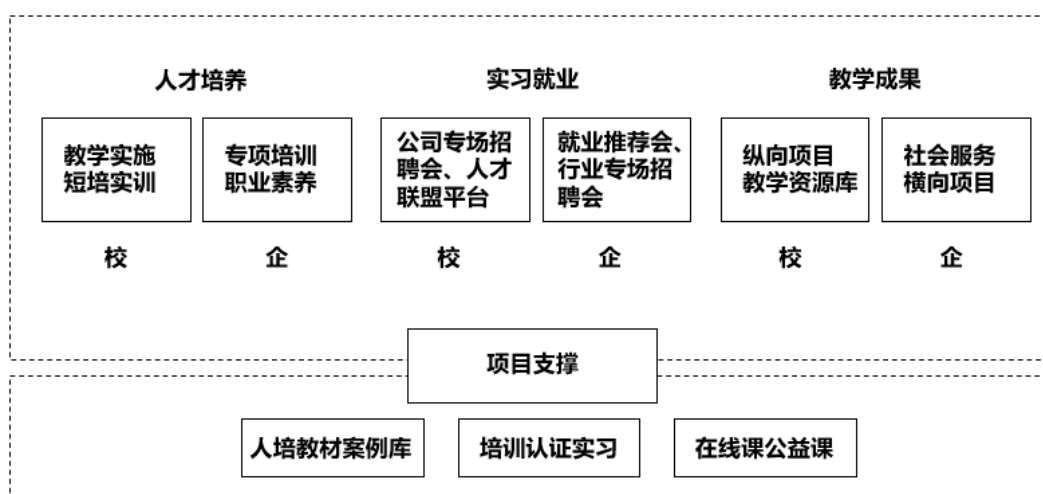 人才培养
实习就业
教学成果
教学实施
短培实训
专项培训
职业素养
公司专场招
聘会、人才
联盟平台
就业推荐会、
行业专场招
聘会
纵向项目
教学资源库
社会服务
横向项目
校
企
校
企
校
企
项目支撑
人培教材案例库
培训认证实习
在线课公益课